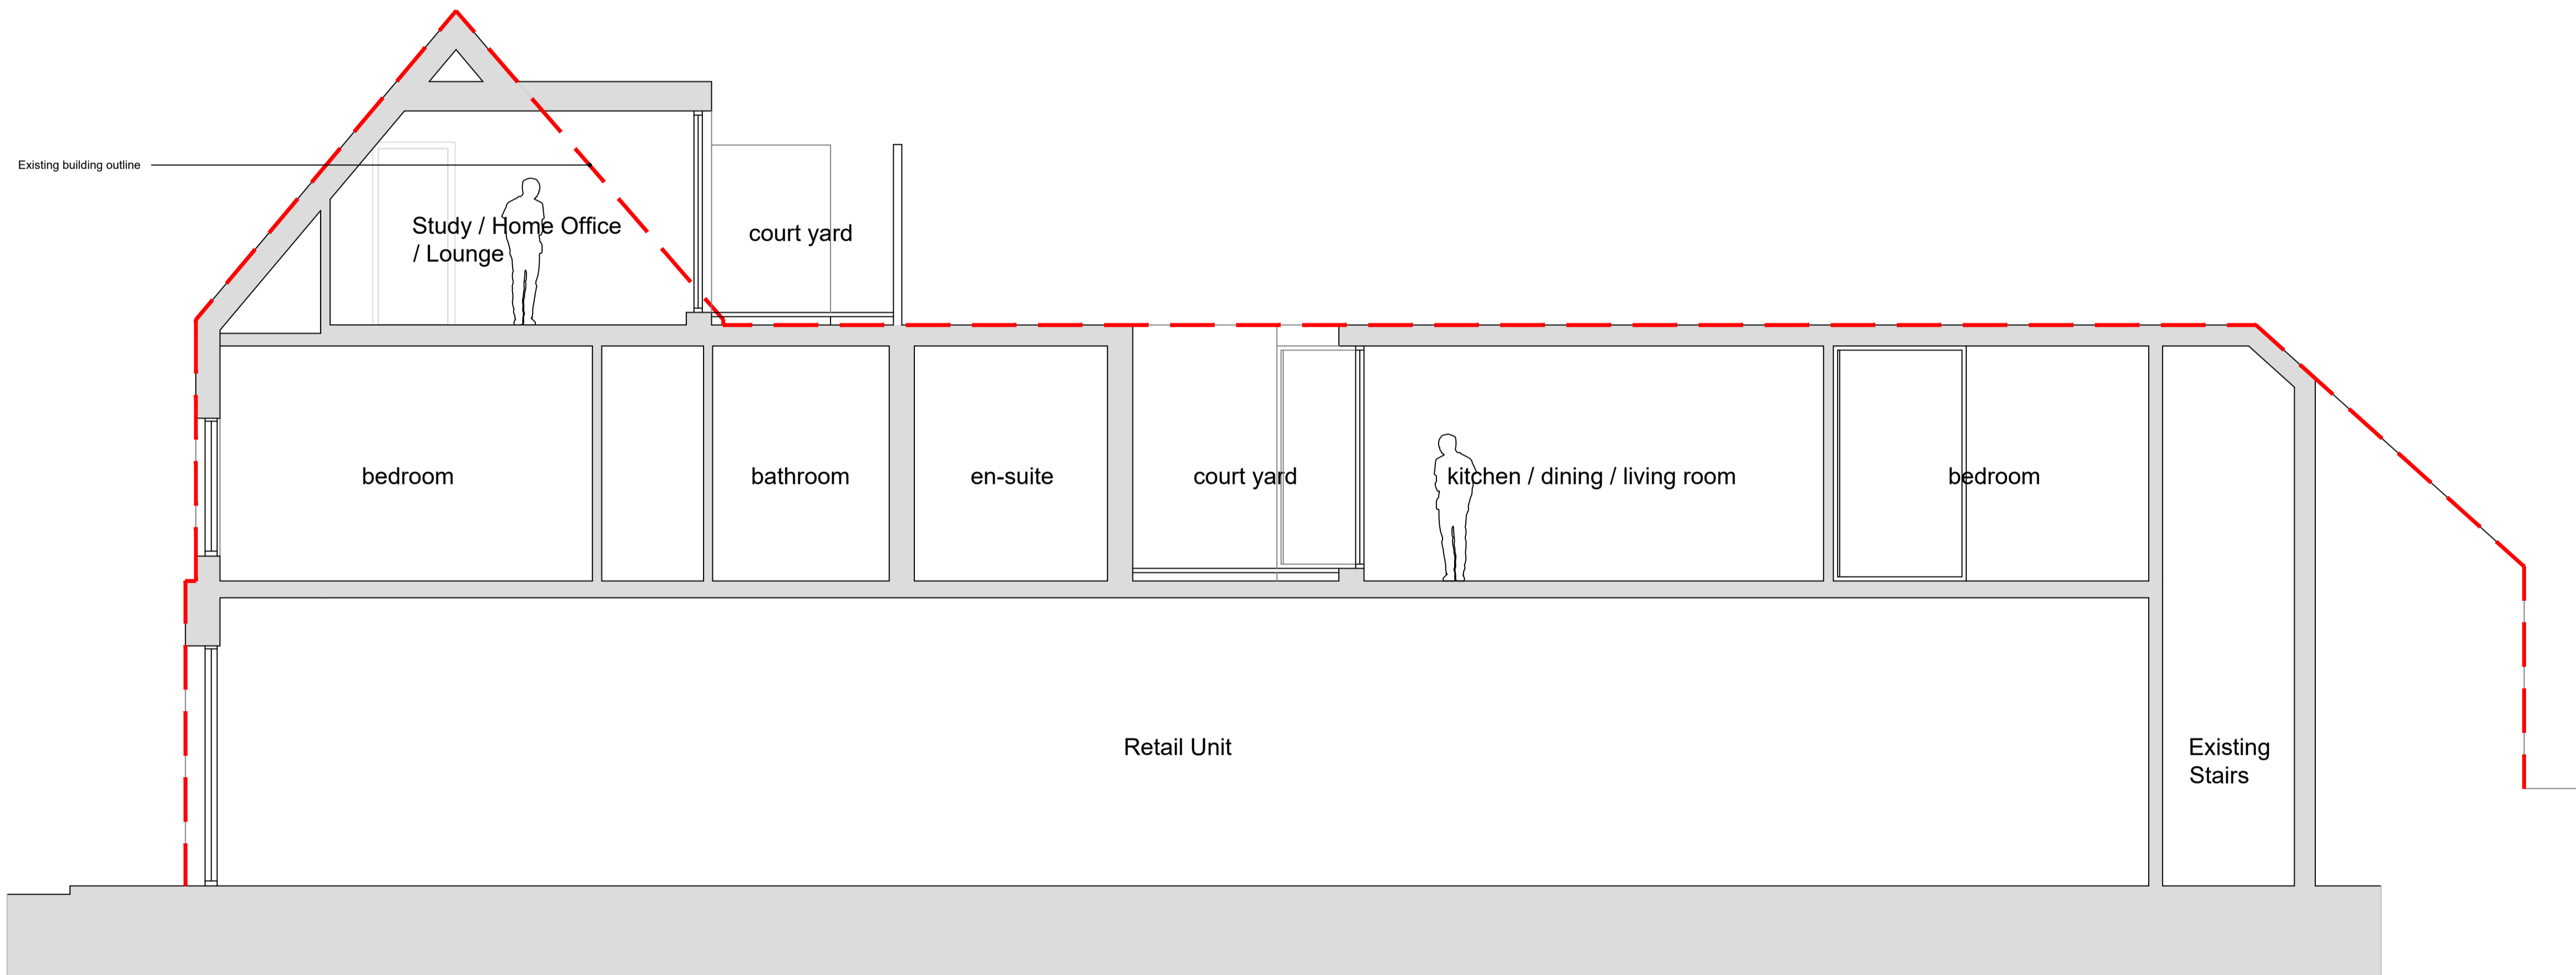 Existing building outline
Study / Home Office
/ Lounge
court yard
bedroom
bathroom
en-suite
court yard
kitchen / dining / living room
bedroom
Retail Unit
Existing
Stairs